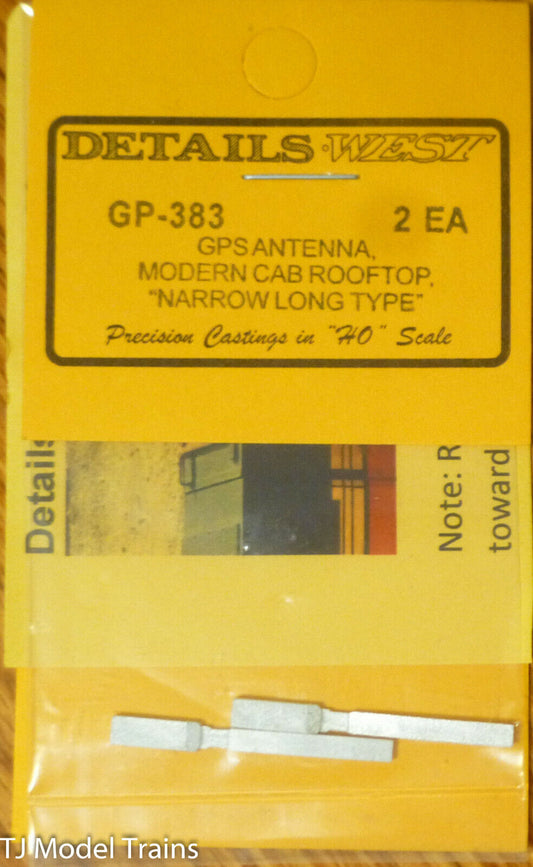 DETAILS·WEST
GP-383 2 EA
GPS ANTENNA,
MODERN CAB ROOFTOP,
"NARROW LONG TYPE"
Precision Castings in "HO" Scale
Details
Note: R
toward
TJ Model Trains